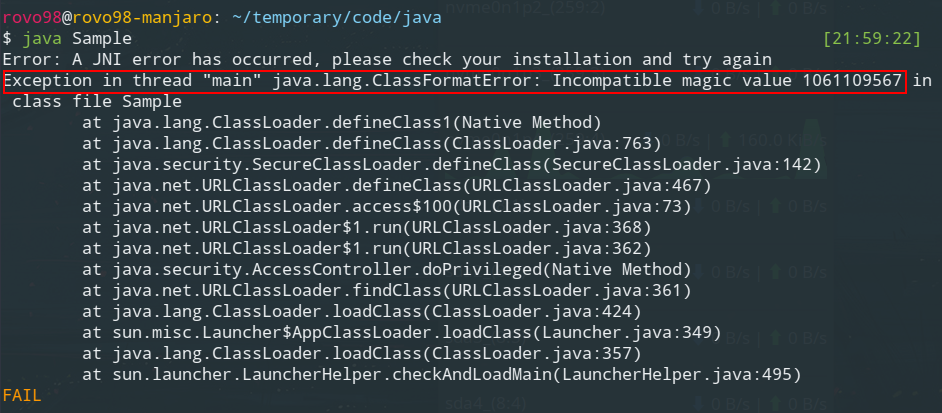 rovo98@rovo98-manjaro: ~/temporary/code/java
$ java Sample [21:59:22]
Error: A JNI error has occurred, please check your installation and try again
Exception in thread "main" java.lang.ClassFormatError: Incompatible magic value 1061109567 in
 class file Sample
        at java.lang.ClassLoader.defineClass1(Native Method)
        at java.lang.ClassLoader.defineClass(ClassLoader.java:763)
        at java.security.SecureClassLoader.defineClass(SecureClassLoader.java:142)
        at java.net.URLClassLoader.defineClass(URLClassLoader.java:467)
        at java.net.URLClassLoader.access$100(URLClassLoader.java:73)
        at java.net.URLClassLoader$1.run(URLClassLoader.java:368)
        at java.net.URLClassLoader$1.run(URLClassLoader.java:362)
        at java.security.AccessController.doPrivileged(Native Method)
        at java.net.URLClassLoader.findClass(URLClassLoader.java:361)
        at java.lang.ClassLoader.loadClass(ClassLoader.java:424)
        at sun.misc.Launcher$AppClassLoader.loadClass(Launcher.java:349)
        at java.lang.ClassLoader.loadClass(ClassLoader.java:357)
        at sun.launcher.LauncherHelper.checkAndLoadMain(LauncherHelper.java:495)
FAIL